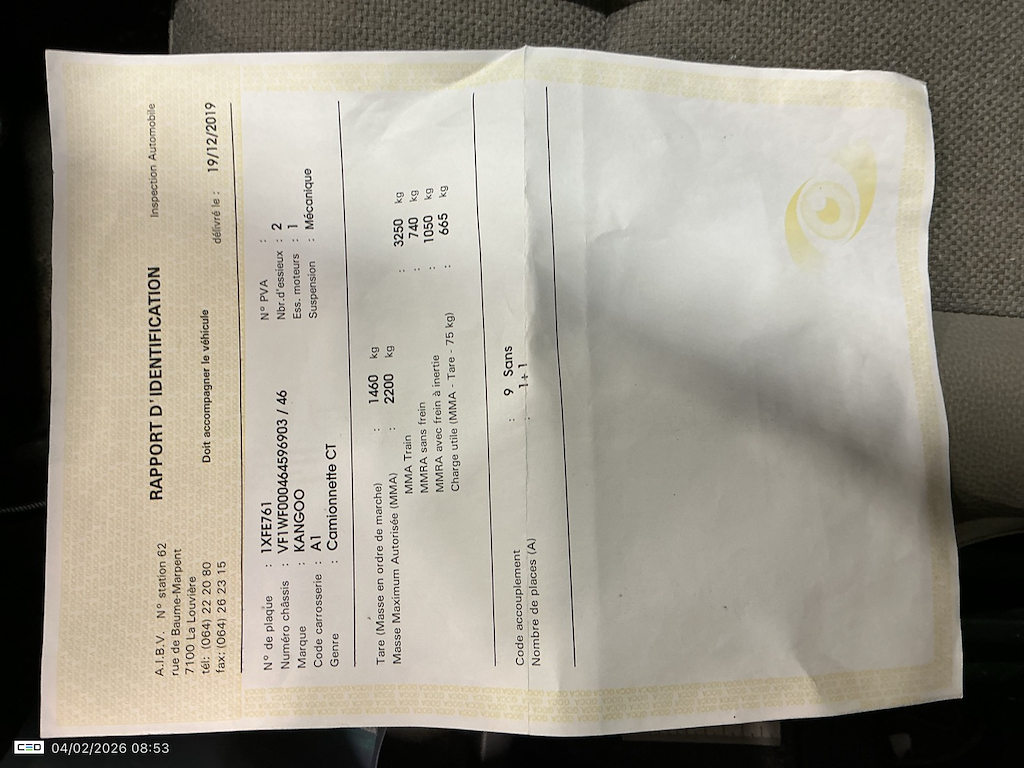 A.I.B.V. N° station 62 RAPPORT D'IDENTIFICATION Inspection Automobile
rue de Baume-Marpent
7100 La Louvière
tél: (064) 22 20 80 Doit accompagner le véhicule délivré le : 19/12/2019
fax: (064) 26 23 15
N° de plaque : 1XFE761 N° PVA :
Numéro châssis : VF1WF000464596903 / 46 Nbr.d'essieux : 2
Marque : KANGOO Ess. moteurs : 1
Code carrosserie : A1 Suspension : Mécanique
Genre : Camionnette CT
Tare (Masse en ordre de marche) : 1460 kg
Masse Maximum Autorisée (MMA) : 2200 kg
MMA Train : 3250 kg
MMRA sans frein : 740 kg
MMRA avec frein à inertie : 1050 kg
Charge utile (MMA - Tare - 75 kg) : 665 kg
Code accouplement : 9 Sans
Nombre de places (A) : 1+1
CEO 04/02/2026 08:53